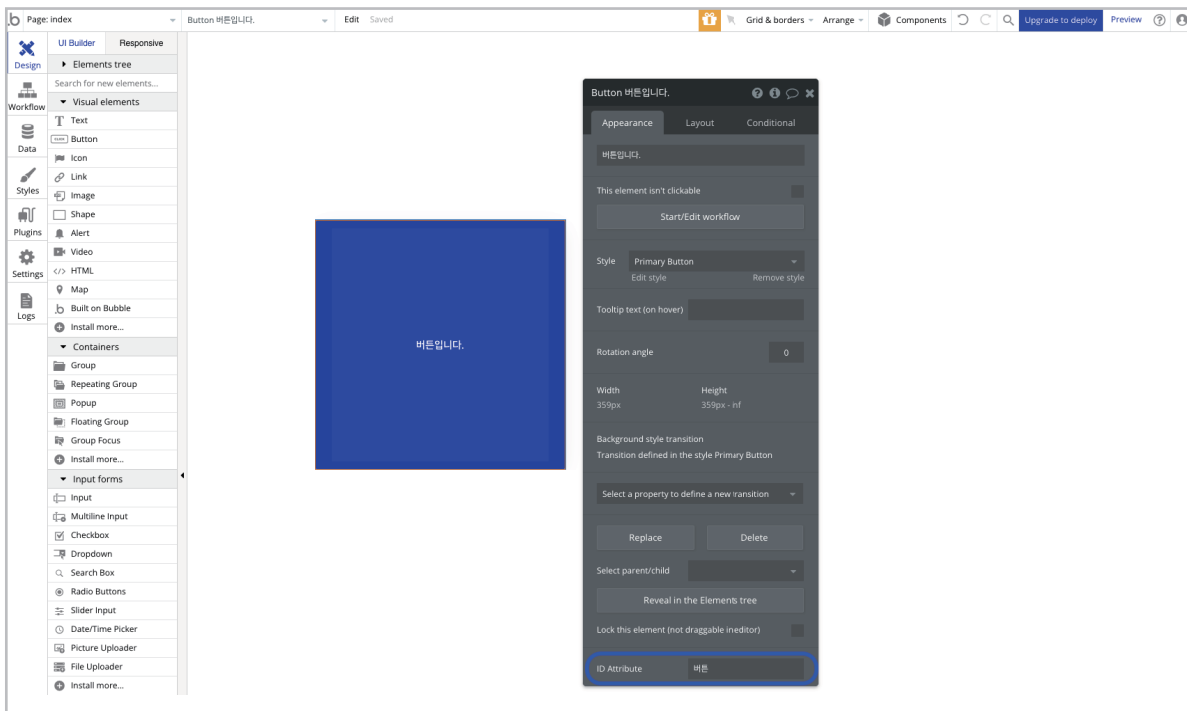 Page: index
Button 버튼입니다.
Edit Saved
Grid & borders
Arrange
Components
Upgrade to deploy
Preview
UI Builder Responsive
Design
Workflow
Data
Styles
Plugins
Settings
Logs
Elements tree
Search for new elements...
Visual elements
Text
Button
Icon
Link
Image
Shape
Alert
Video
HTML
Map
Built on Bubble
Install more...
Containers
Group
Repeating Group
Popup
Floating Group
Group Focus
Install more...
Input forms
Input
Multiline Input
Checkbox
Dropdown
Search Box
Radio Buttons
Slider Input
Date/Time Picker
Picture Uploader
File Uploader
Install more...
버튼입니다.
Button 버튼입니다.
Appearance Layout Conditional
버튼입니다.
This element isn't clickable
Start/Edit workflow
Style Primary Button
Edit style Remove style
Tooltip text (on hover)
Rotation angle 0
Width Height
359px 359px - inf
Background style transition
Transition defined in the style Primary Button
Select a property to define a new transition
Replace Delete
Select parent/child
Reveal in the Elements tree
Lock this element (not draggable ineditor)
ID Attribute 버튼